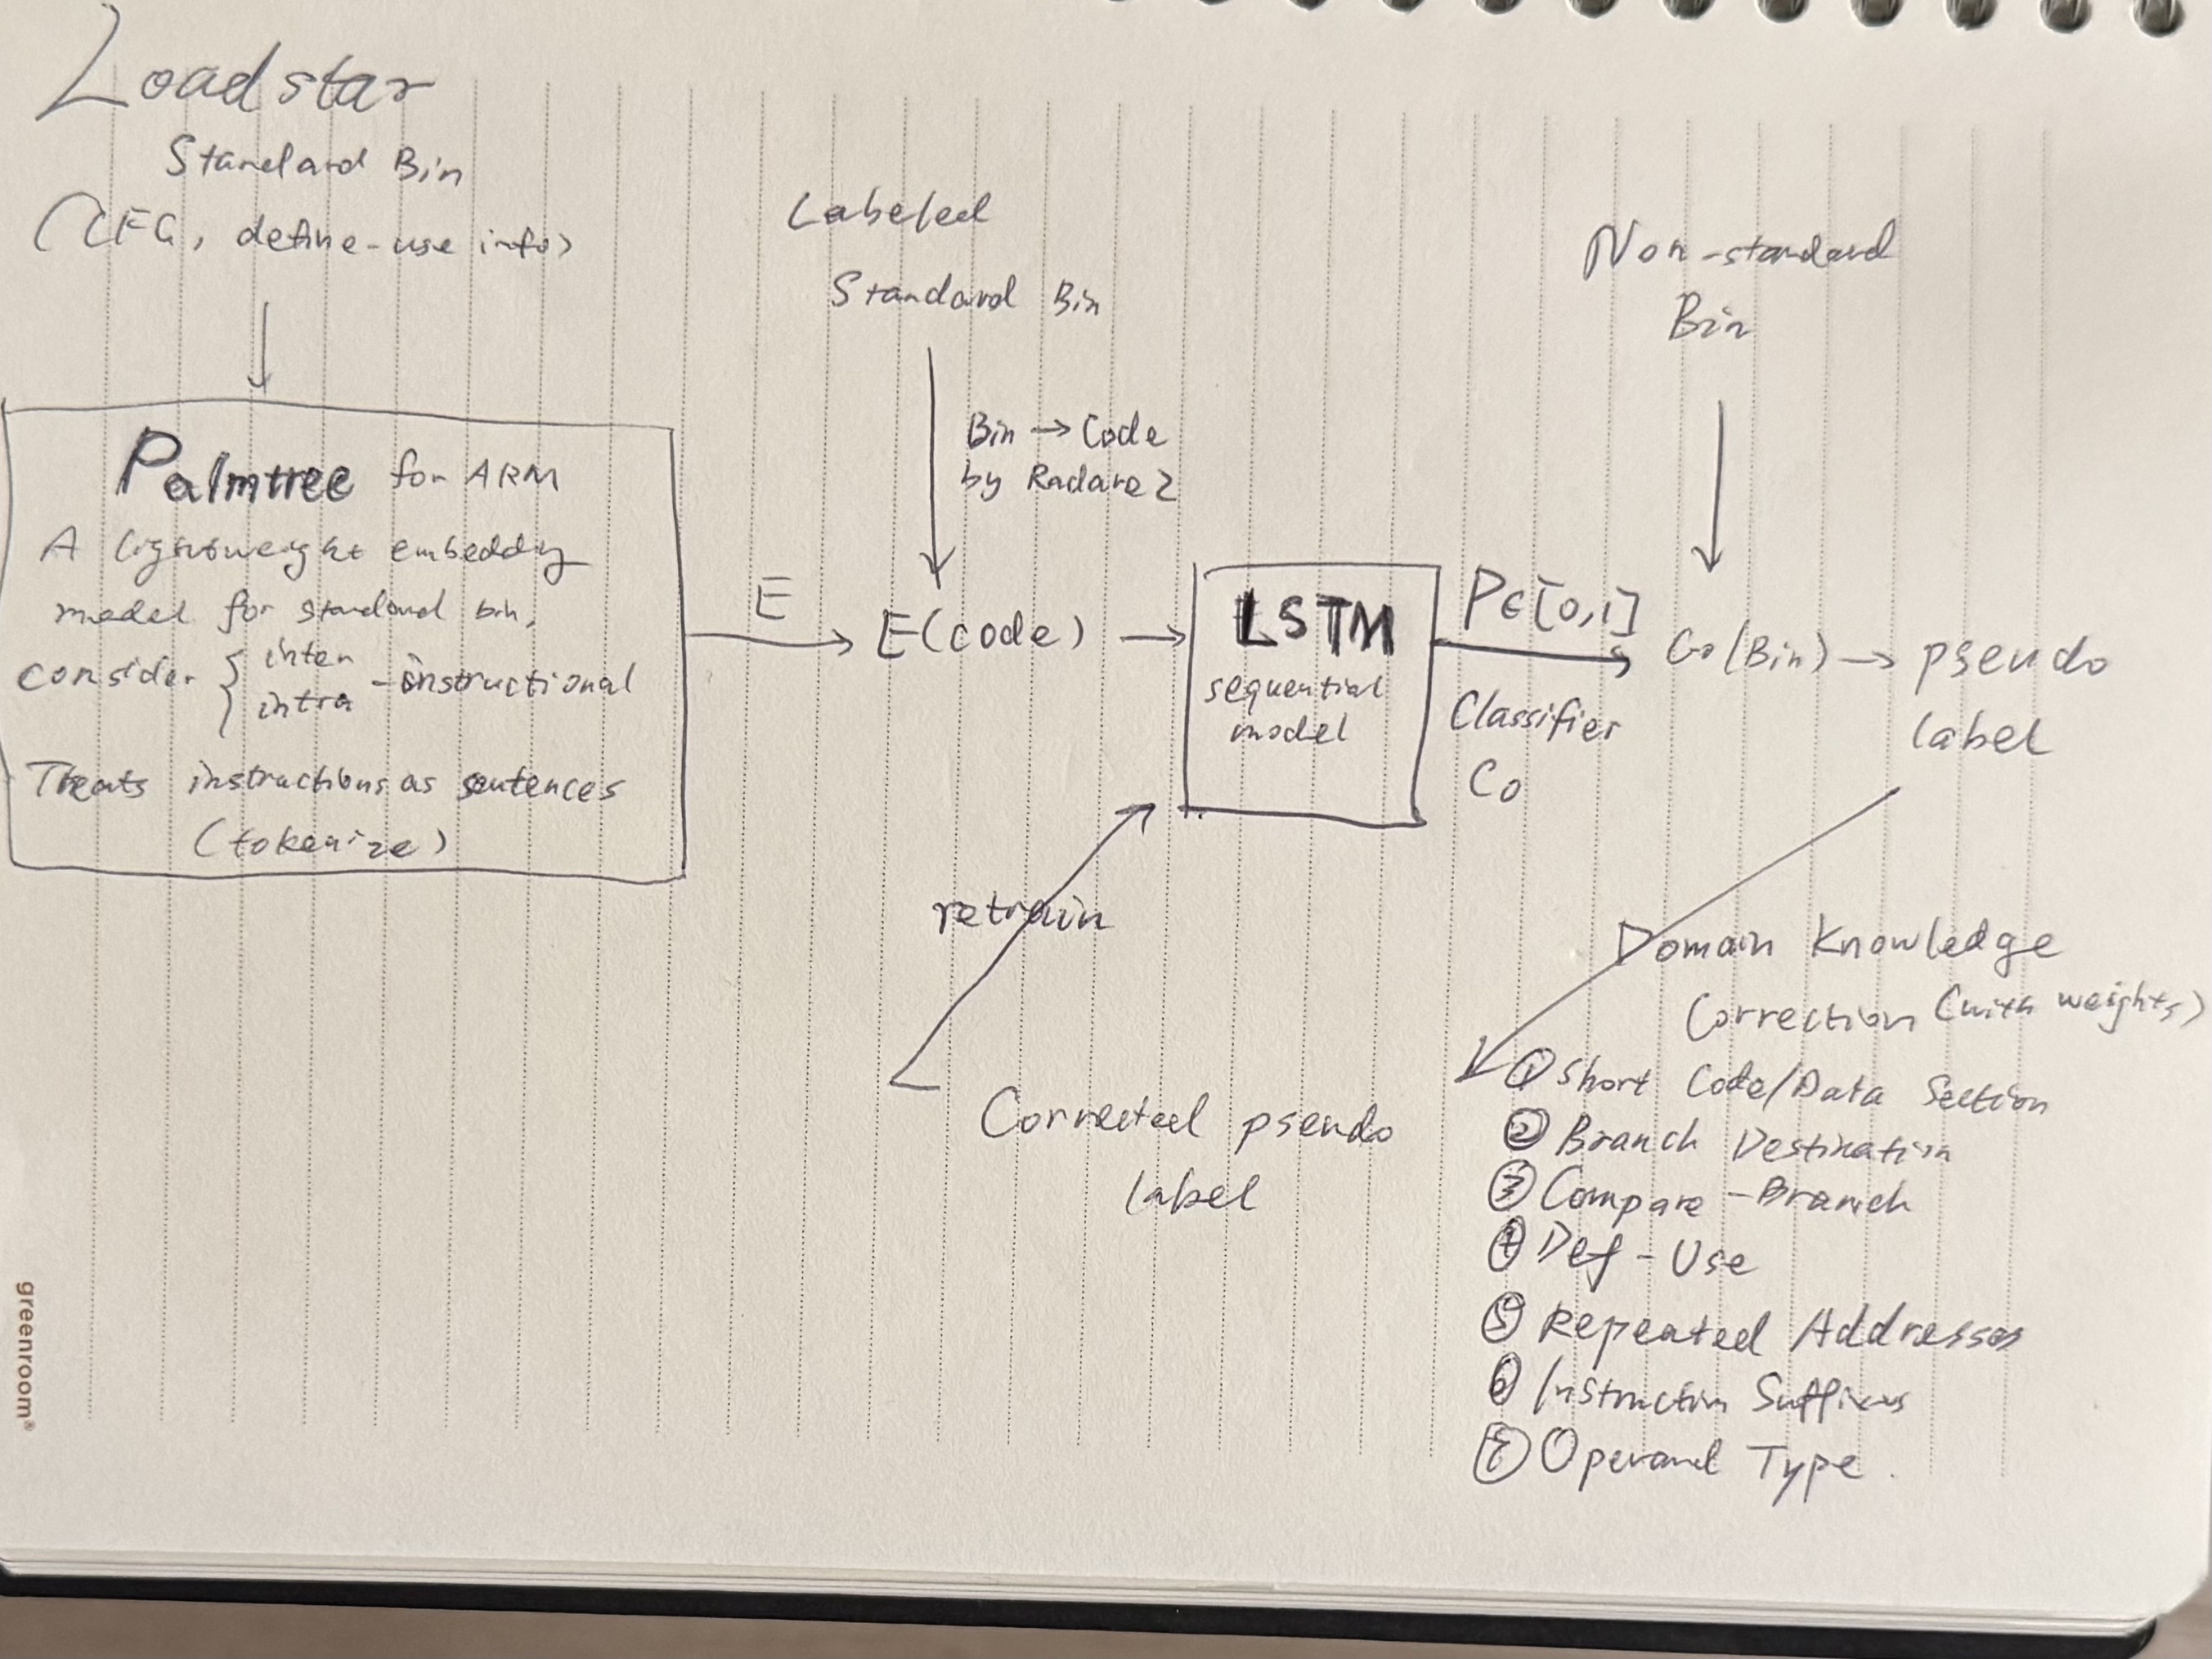 Loadstar
Standard Bin
(CFG, define-use info)
Palmtree for ARM
A lightweight embedding
model for standard bin,
consider { inter
intra -instructional
Treats instructions as sentences
(tokenize)
E
Labeled
Standard Bin
Bin → Code
by Radare2
E(code)
LSTM
sequential
model
P∈[0,1]
Classifier
C0
Non-standard
Bin
C0(Bin) → pseudo
label
Domain Knowledge
Correction (with weights)
① Short Code/Data Section
② Branch Destination
③ Compare-Branch
④ Def-Use
⑤ Repeated Addresses
⑥ Instruction Suffixes
⑦ Operand Type.
Corrected pseudo
label
retrain
greenroom®